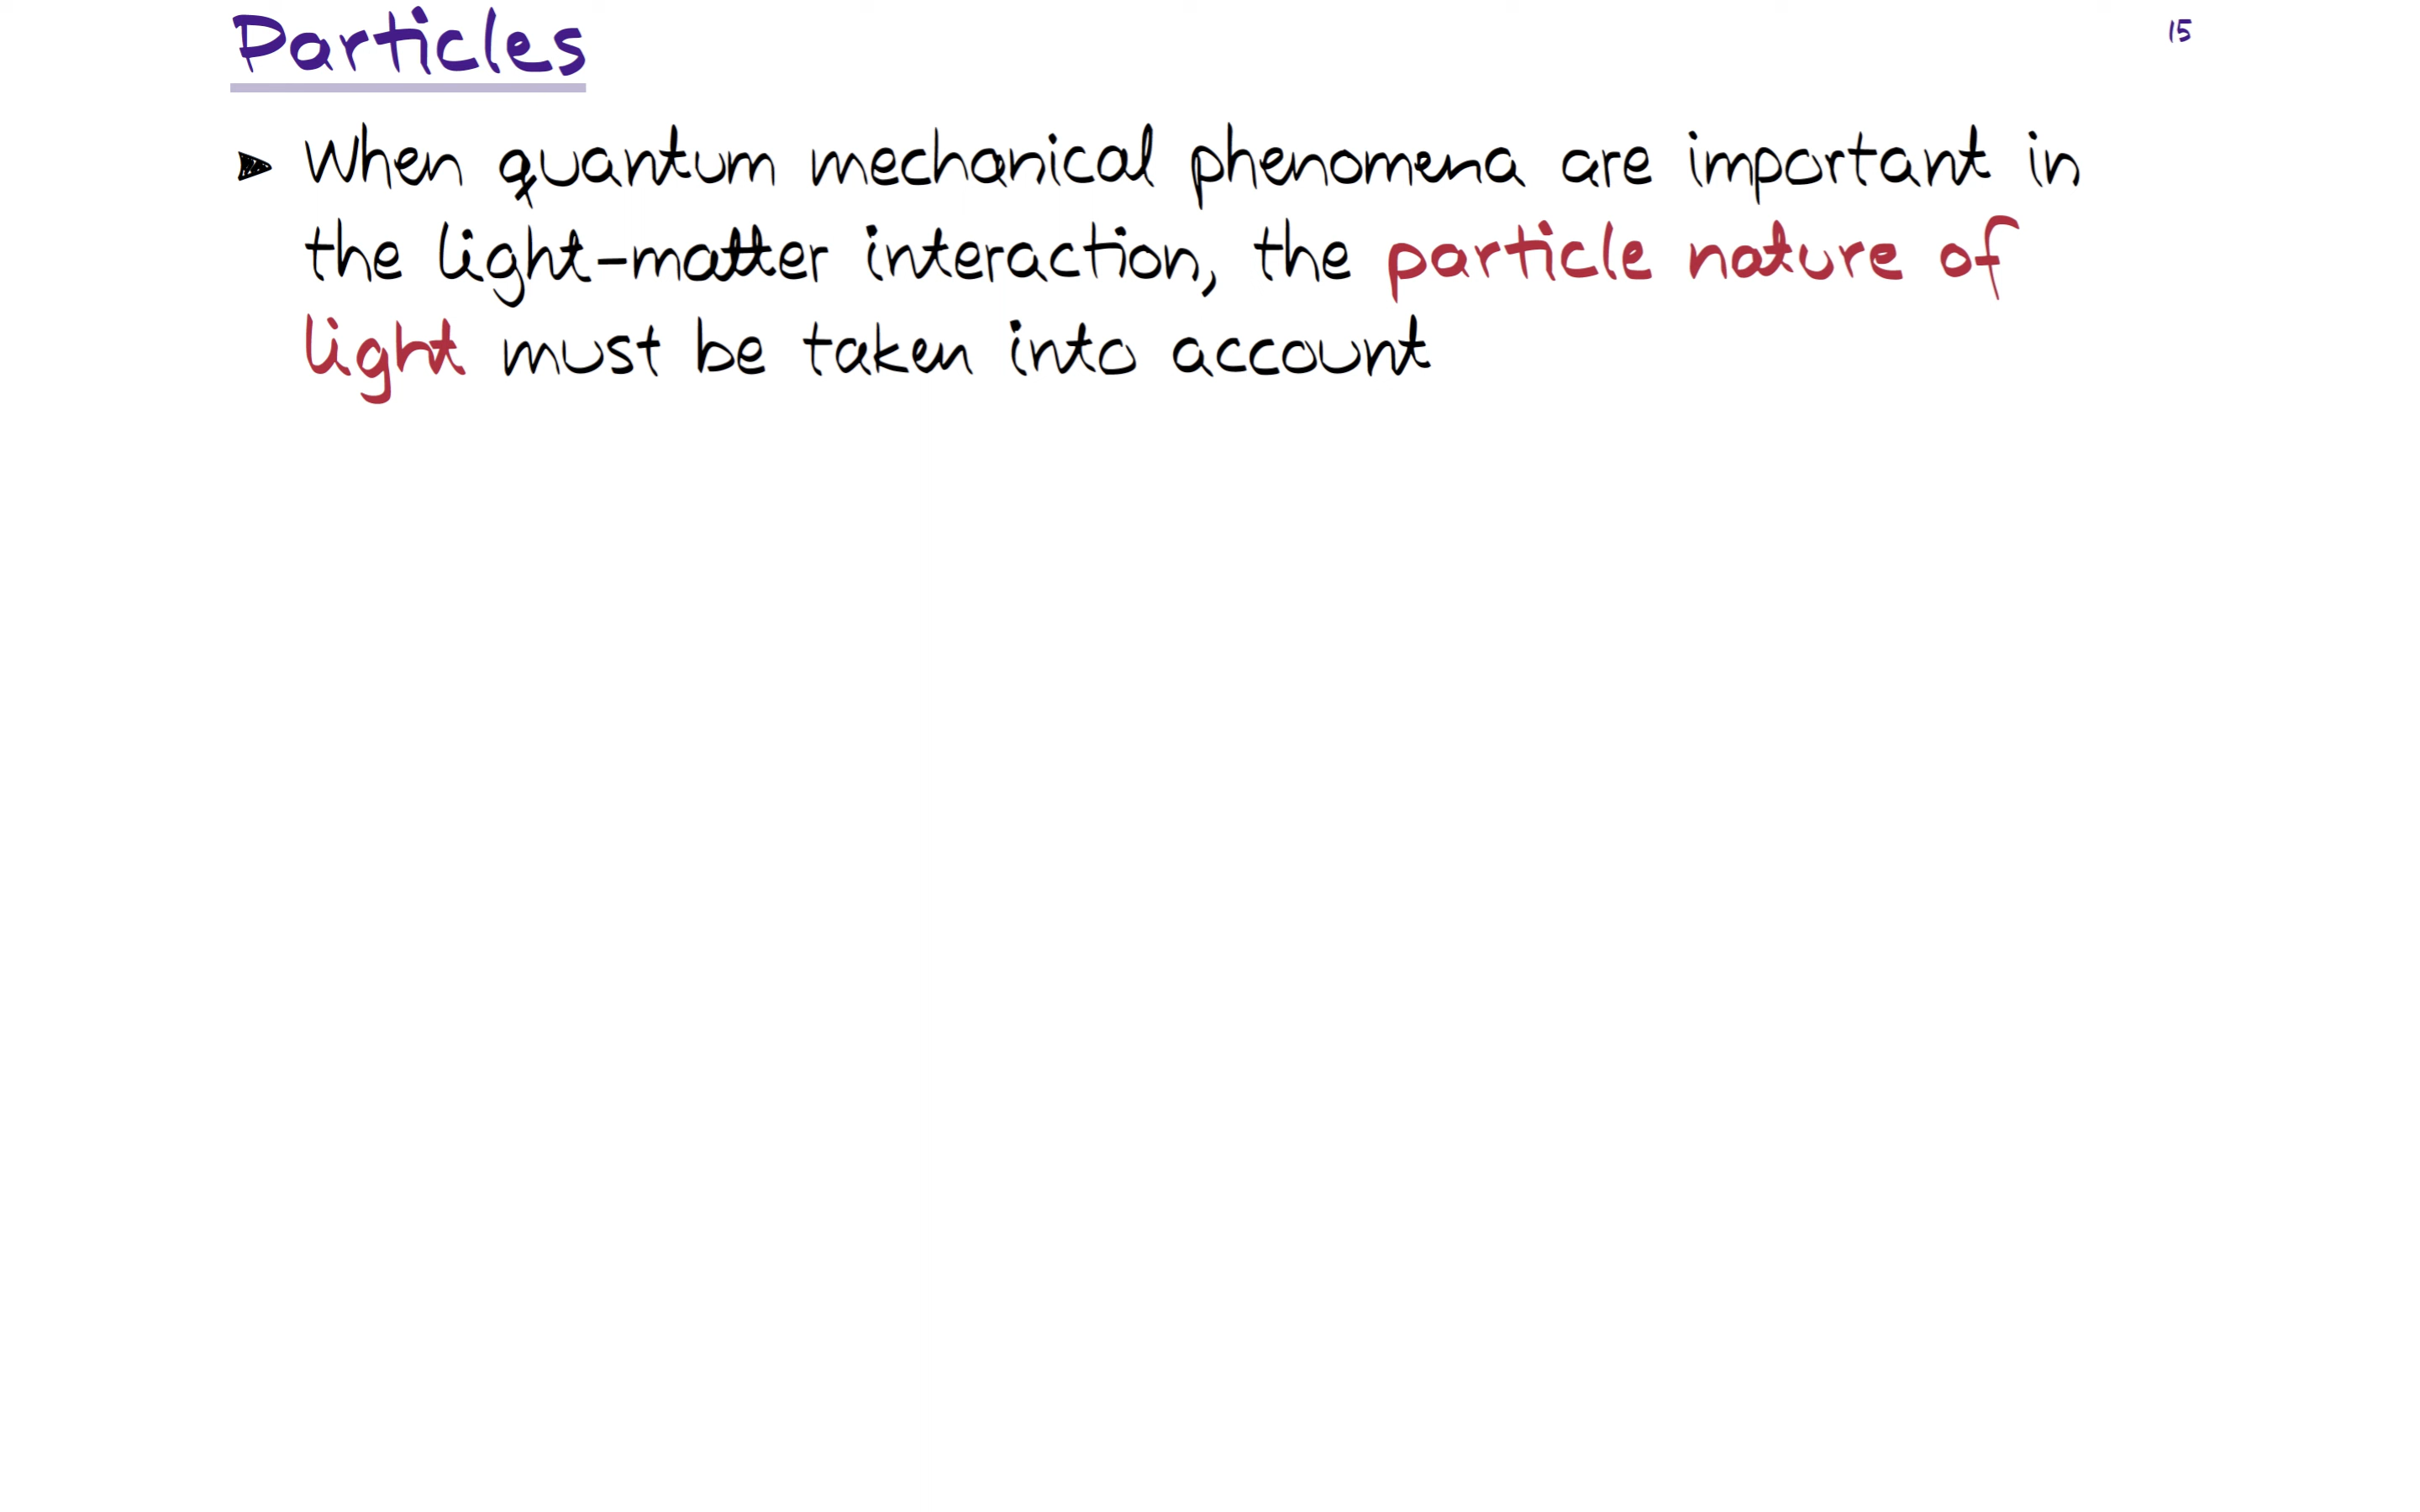 Particles
15
▶ When quantum mechanical phenomena are important in
the light-matter interaction, the particle nature of
light must be taken into account